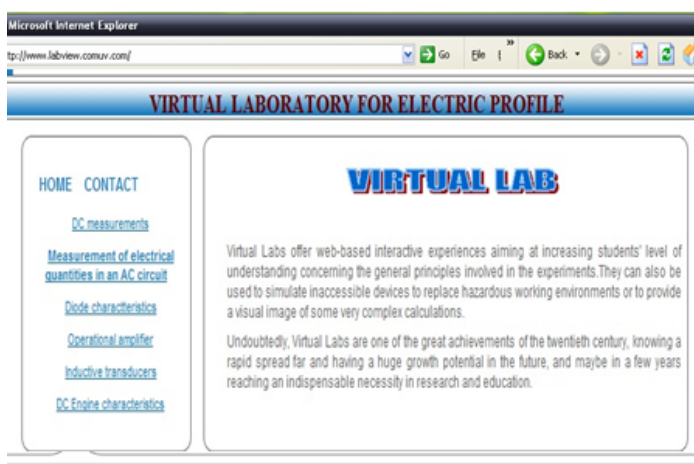 Microsoft Internet Explorer
tp://www.labview.comuv.com/ Go File Back
VIRTUAL LABORATORY FOR ELECTRIC PROFILE
HOME CONTACT
DC measurements
Measurement of electrical
quantities in an AC circuit
Diode charactteristics
Operational amplifier
Inductive transducers
DC Engine characteristics
VIRTUAL LAB
Virtual Labs offer web-based interactive experiences aiming at increasing students' level of
understanding concerning the general principles involved in the experiments.They can also be
used to simulate inaccessible devices to replace hazardous working environments or to provide
a visual image of some very complex calculations.
Undoubtedly, Virtual Labs are one of the great achievements of the twentieth century, knowing a
rapid spread far and having a huge growth potential in the future, and maybe in a few years
reaching an indispensable necessity in research and education.